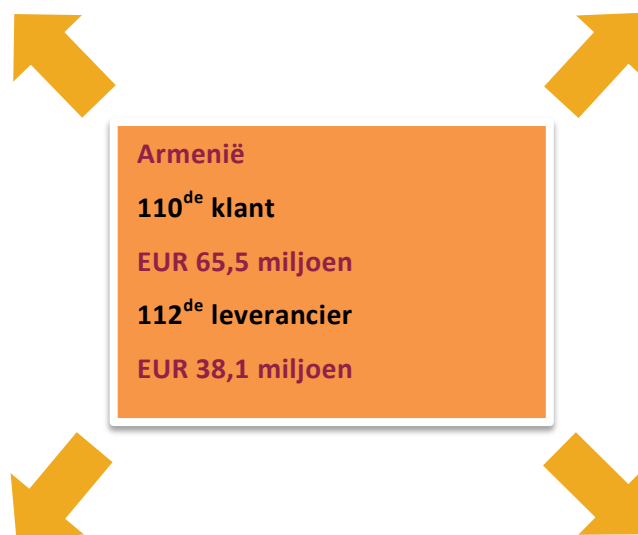 Armenië
110de klant
EUR 65,5 miljoen
112de leverancier
EUR 38,1 miljoen